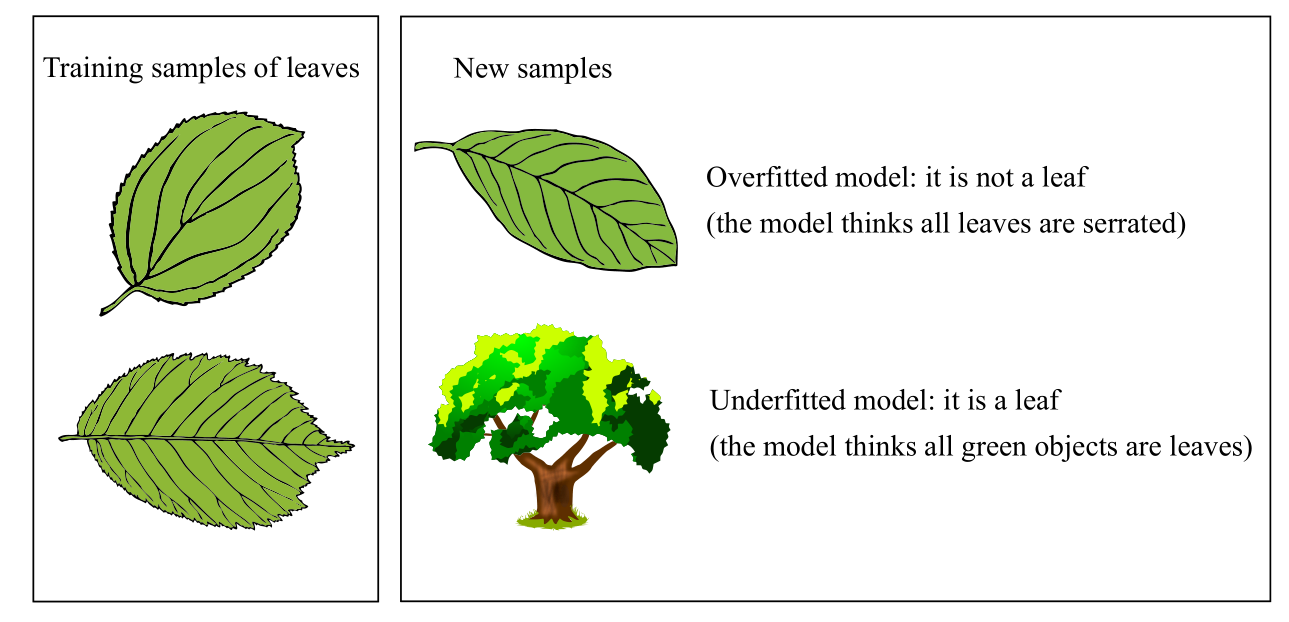 Training samples of leaves
New samples
Overfitted model: it is not a leaf
(the model thinks all leaves are serrated)
Underfitted model: it is a leaf
(the model thinks all green objects are leaves)